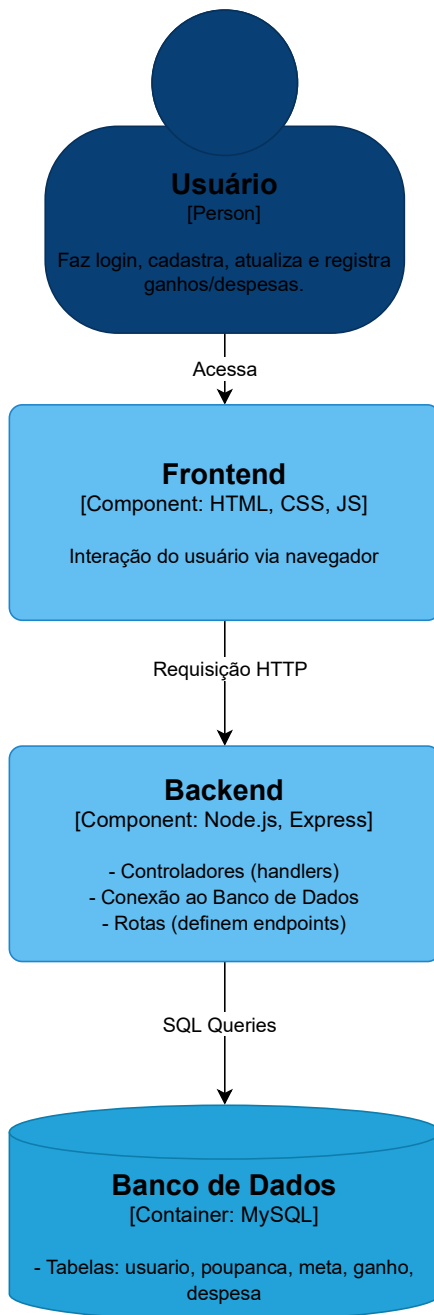 Usuário
[Person]
Faz login, cadastra, atualiza e registra
ganhos/despesas.
Acessa
Frontend
[Component: HTML, CSS, JS]
Interação do usuário via navegador
Requisição HTTP
Backend
[Component: Node.js, Express]
- Controladores (handlers)
- Conexão ao Banco de Dados
- Rotas (definem endpoints)
SQL Queries
Banco de Dados
[Container: MySQL]
- Tabelas: usuario, poupanca, meta, ganho,
despesa